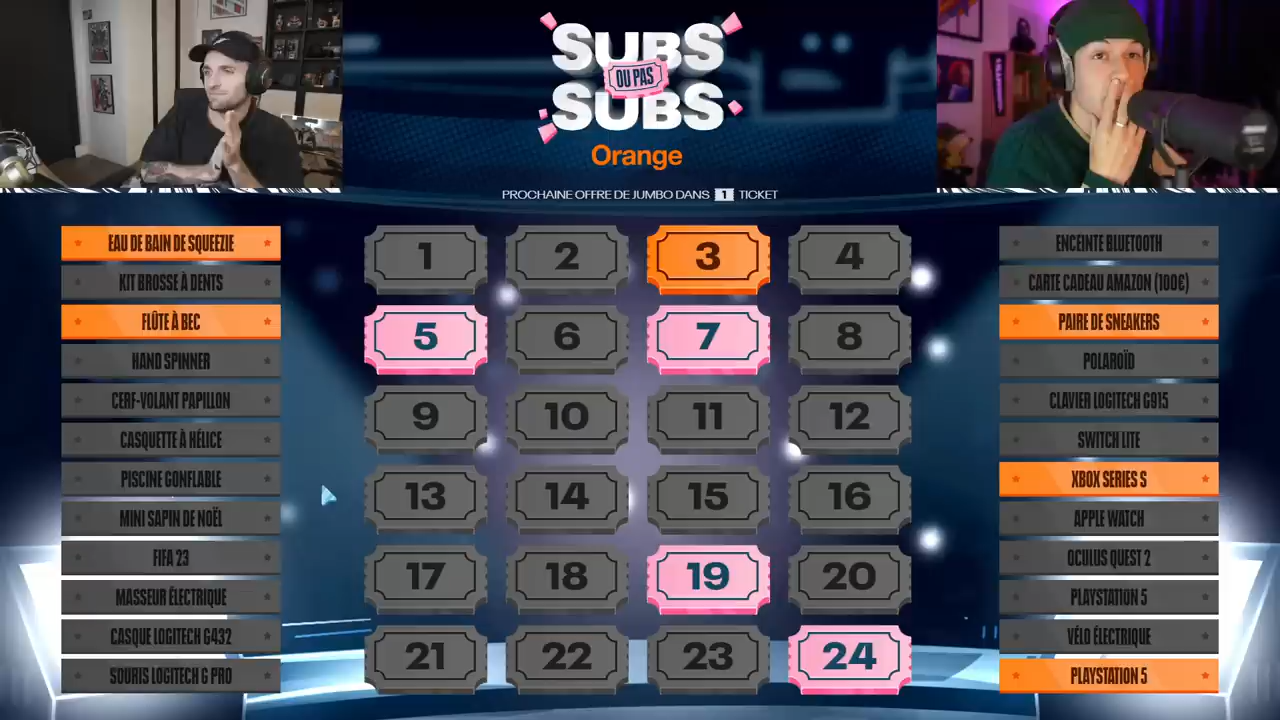 SUBS
OU PAS
SUBS
Orange
PROCHAINE OFFRE DE JUMBO DANS 1 TICKET
EAU DE BAIN DE SQUEEZIE
KIT BROSSE À DENTS
FLÛTE À BEC
HAND SPINNER
CERF-VOLANT PAPILLON
CASQUETTE À HÉLICE
PISCINE GONFLABLE
MINI SAPIN DE NOËL
FIFA 23
MASSEUR ÉLECTRIQUE
CASQUE LOGITECH G432
SOURIS LOGITECH G PRO
1 2 3 4
5 6 7 8
9 10 11 12
13 14 15 16
17 18 19 20
21 22 23 24
ENCEINTE BLUETOOTH
CARTE CADEAU AMAZON (100€)
PAIRE DE SNEAKERS
POLAROÏD
CLAVIER LOGITECH G915
SWITCH LITE
XBOX SERIES S
APPLE WATCH
OCULUS QUEST 2
PLAYSTATION 5
VÉLO ÉLECTRIQUE
PLAYSTATION 5